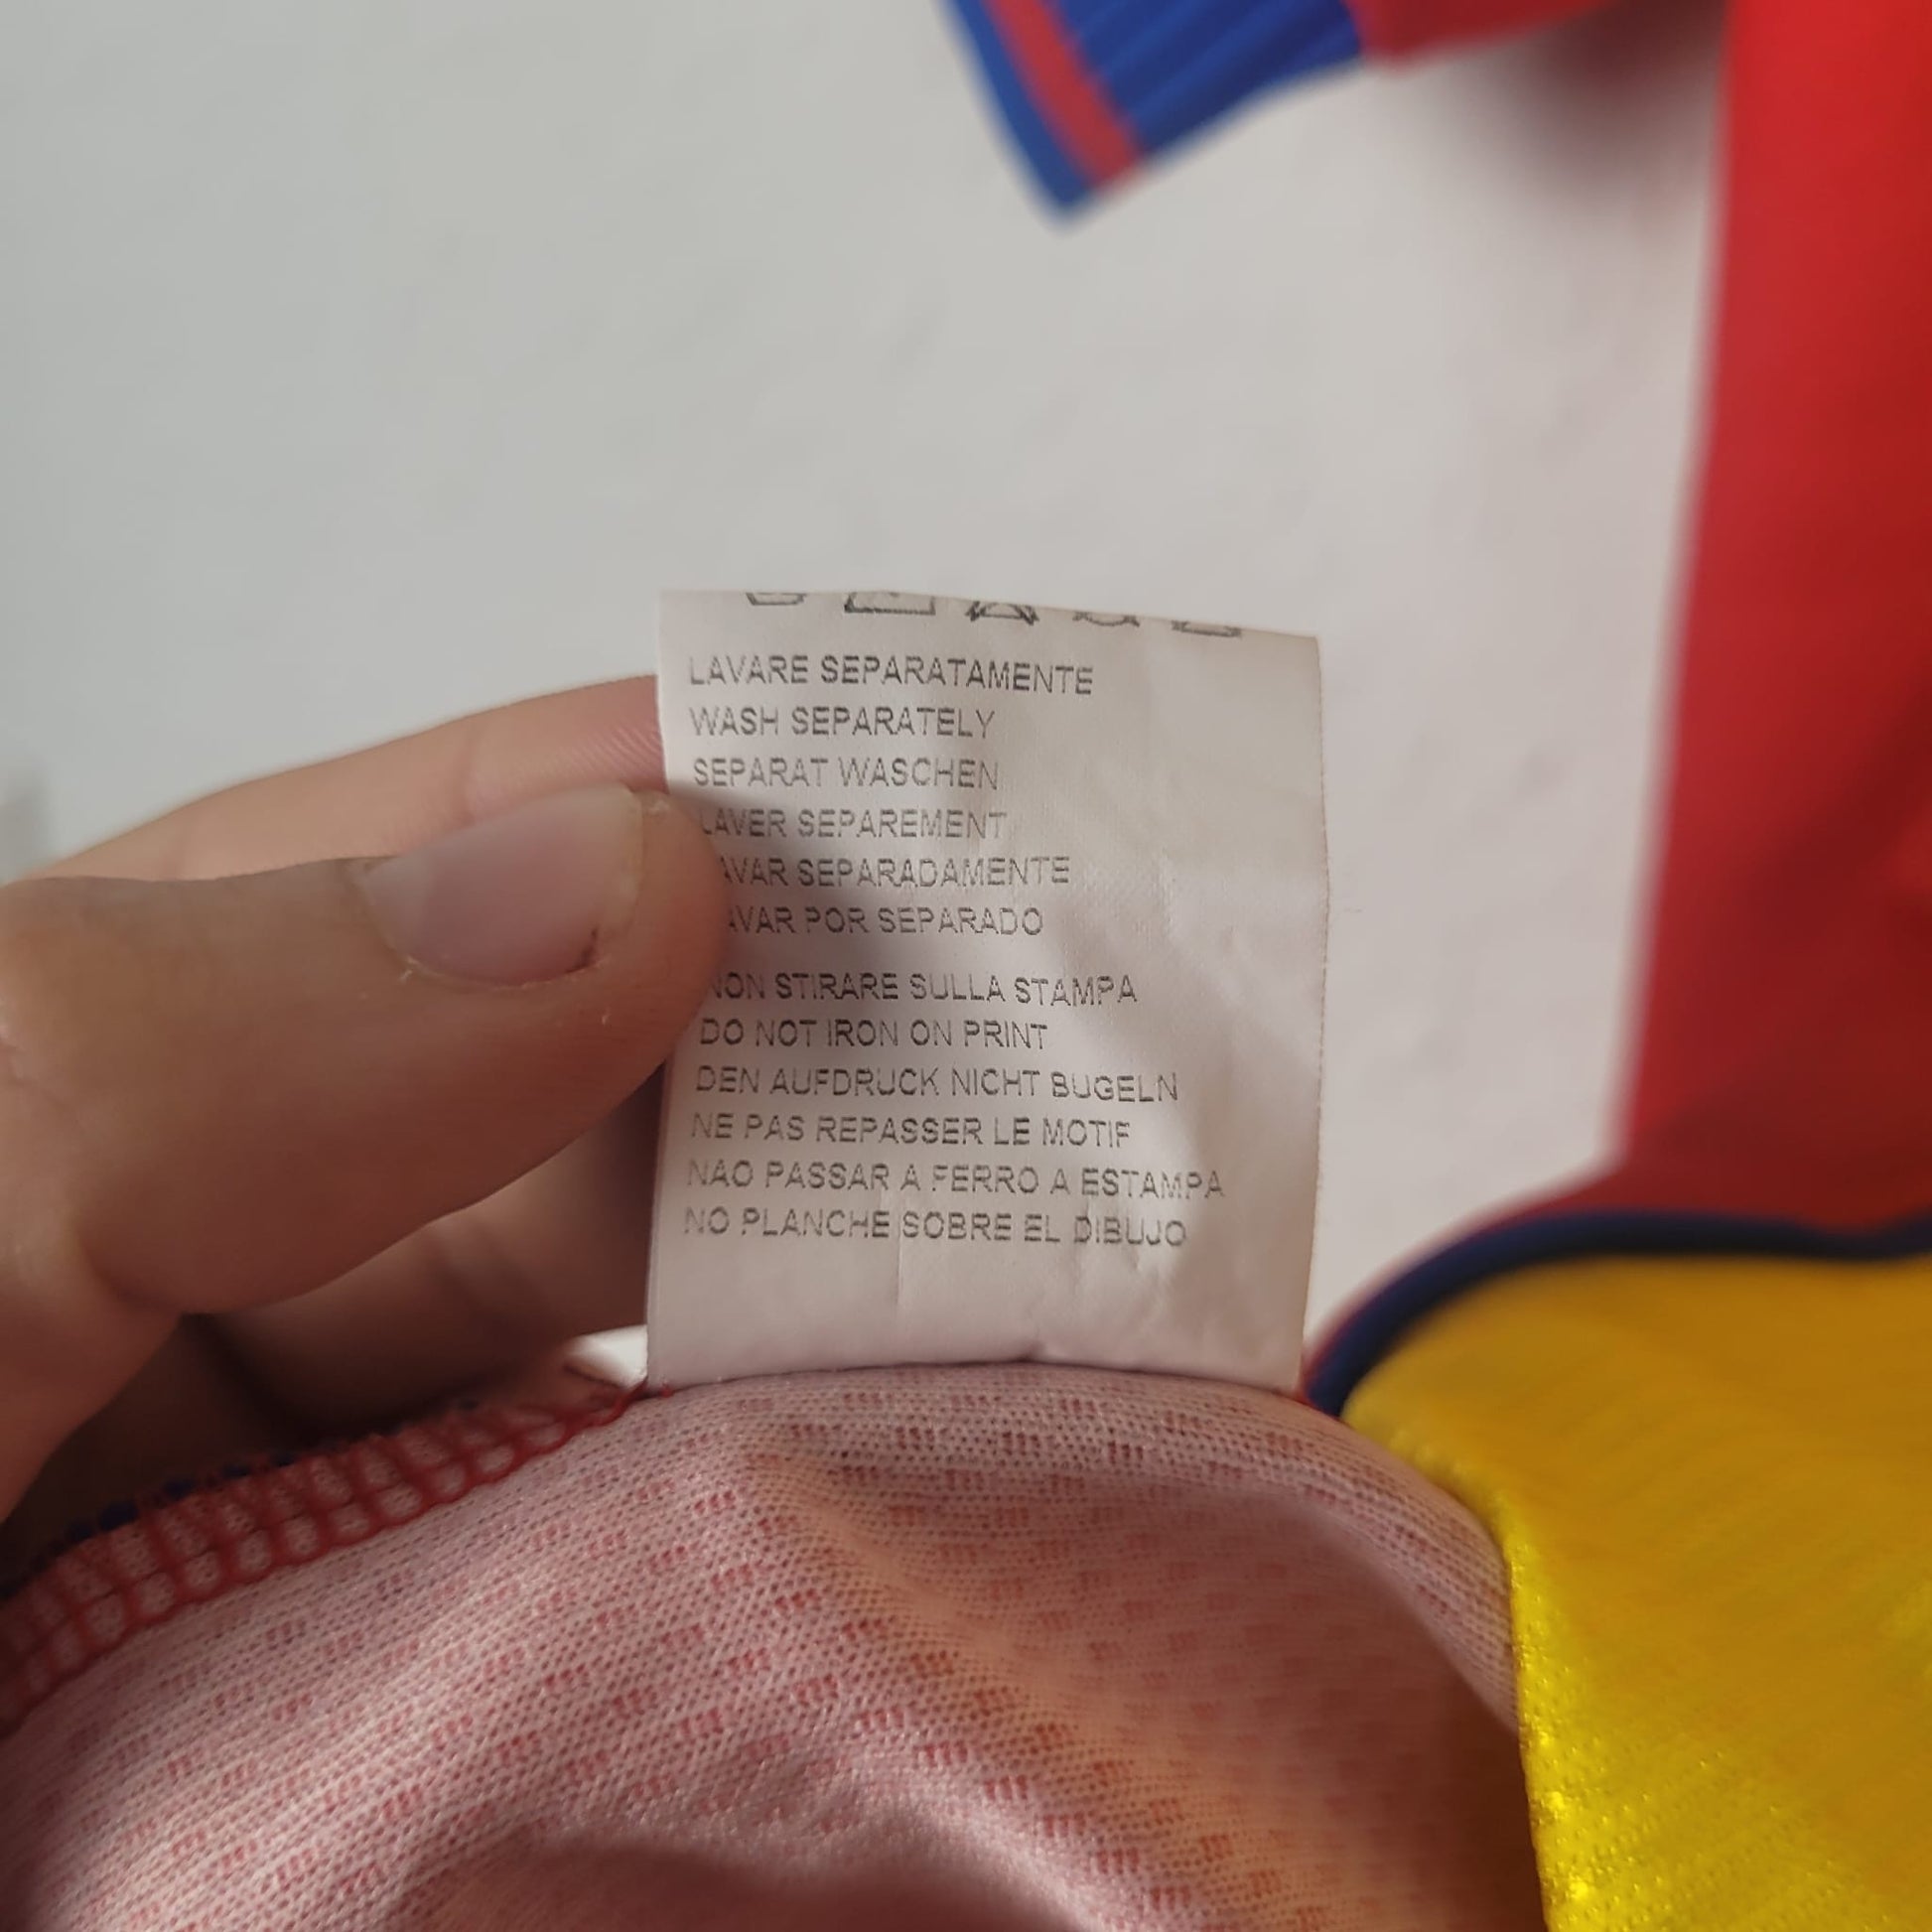 LAVARE SEPARATAMENTE
WASH SEPARATELY
SEPARAT WASCHEN
LAVER SEPAREMENT
AVAR SEPARADAMENTE
AVAR POR SEPARADO
NON STIRARE SULLA STAMPA
DO NOT IRON ON PRINT
DEN AUFDRUCK NICHT BUGELN
NE PAS REPASSER LE MOTIF
NAO PASSAR A FERRO A ESTAMPA
NO PLANCHE SOBRE EL DIBUJO